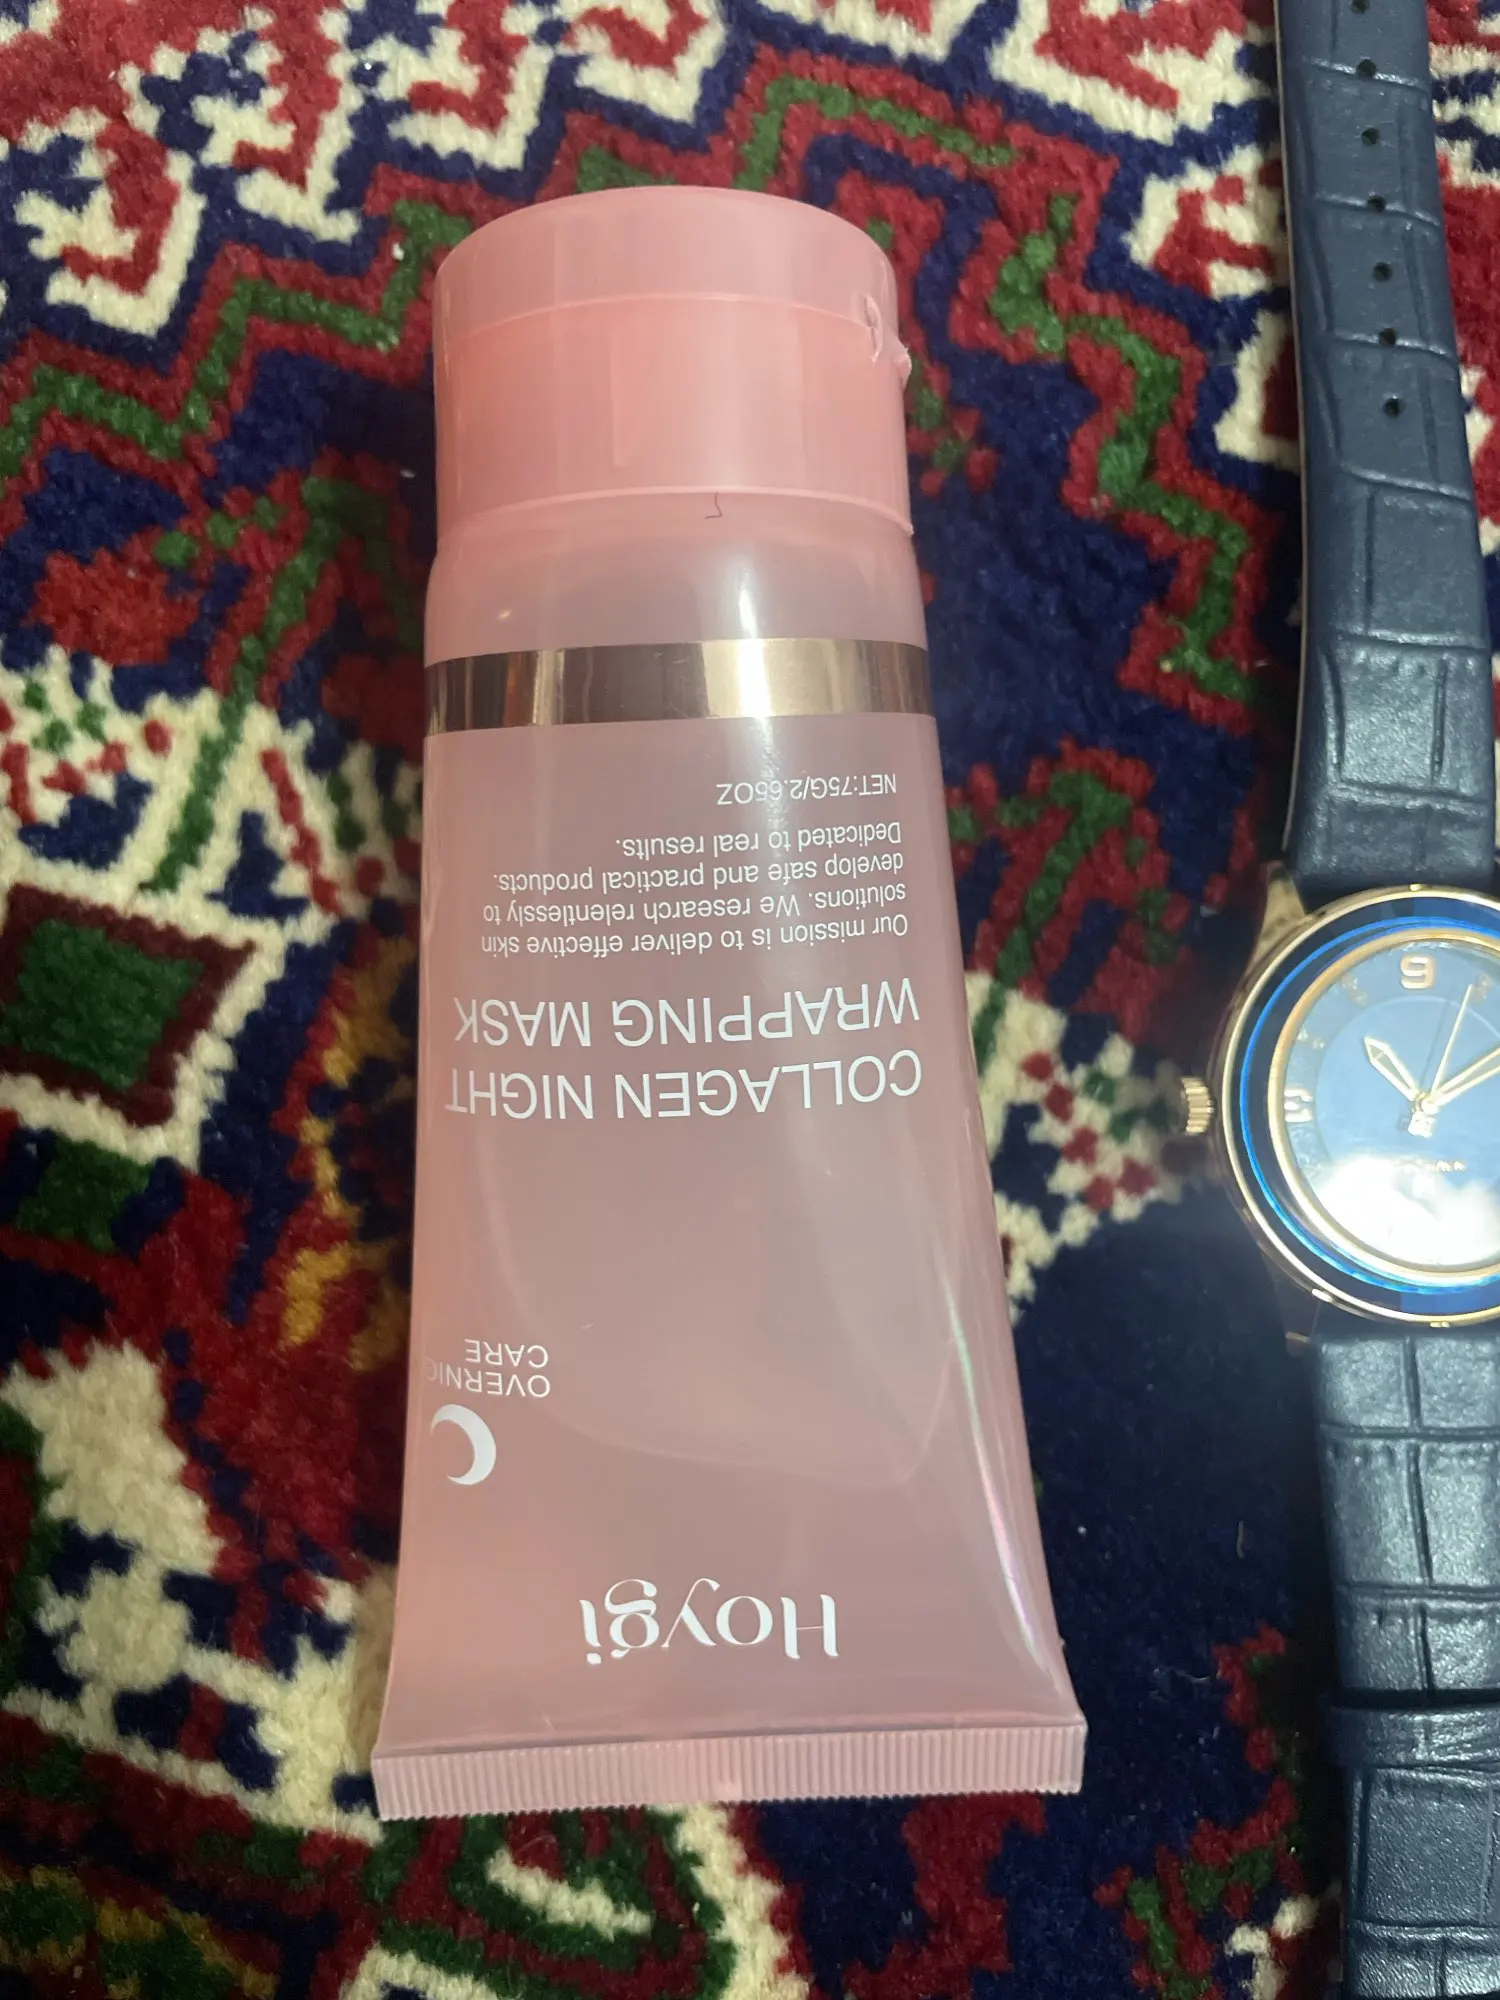 Hoygi
OVERNIG
CARE
COLLAGEN NIGHT
WRAPPING MASK
Our mission is to deliver effective skin
solutions. We research relentlessly to
develop safe and practical products.
Dedicated to real results.
NET:75G/2.65OZ
6